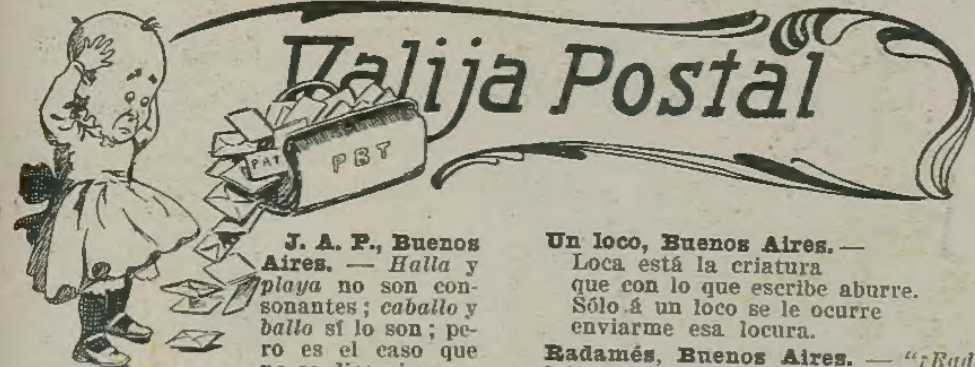 Valija Postal
PBT
PBT
J. A. P., Buenos
Aires. — Halla y
playa no son con-
sonantes; caballo y
ballo sí lo son; pe-
ro es el caso que
Un loco, Buenos Aires. —
Loca está la criatura
que con lo que escribe aburre.
Sólo á un loco se le ocurre
enviarme esa locura.
Radamés, Buenos Aires. — "¡Rad